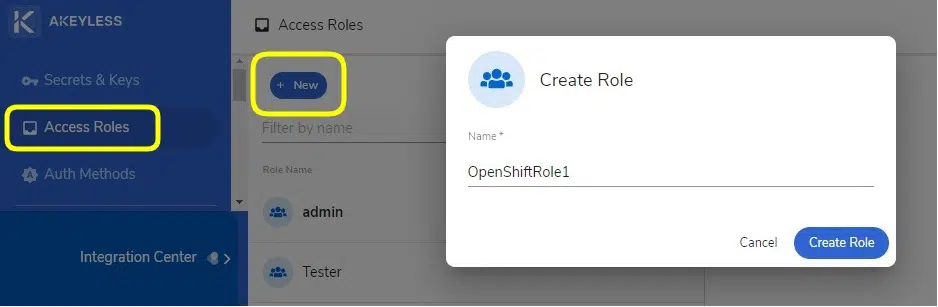 AKEYLESS
Secrets & Keys
Access Roles
Auth Methods
Integration Center
Access Roles
+ New
Filter by name
Role Name
admin
Tester
Create Role
Name *
OpenShiftRole1
Cancel
Create Role